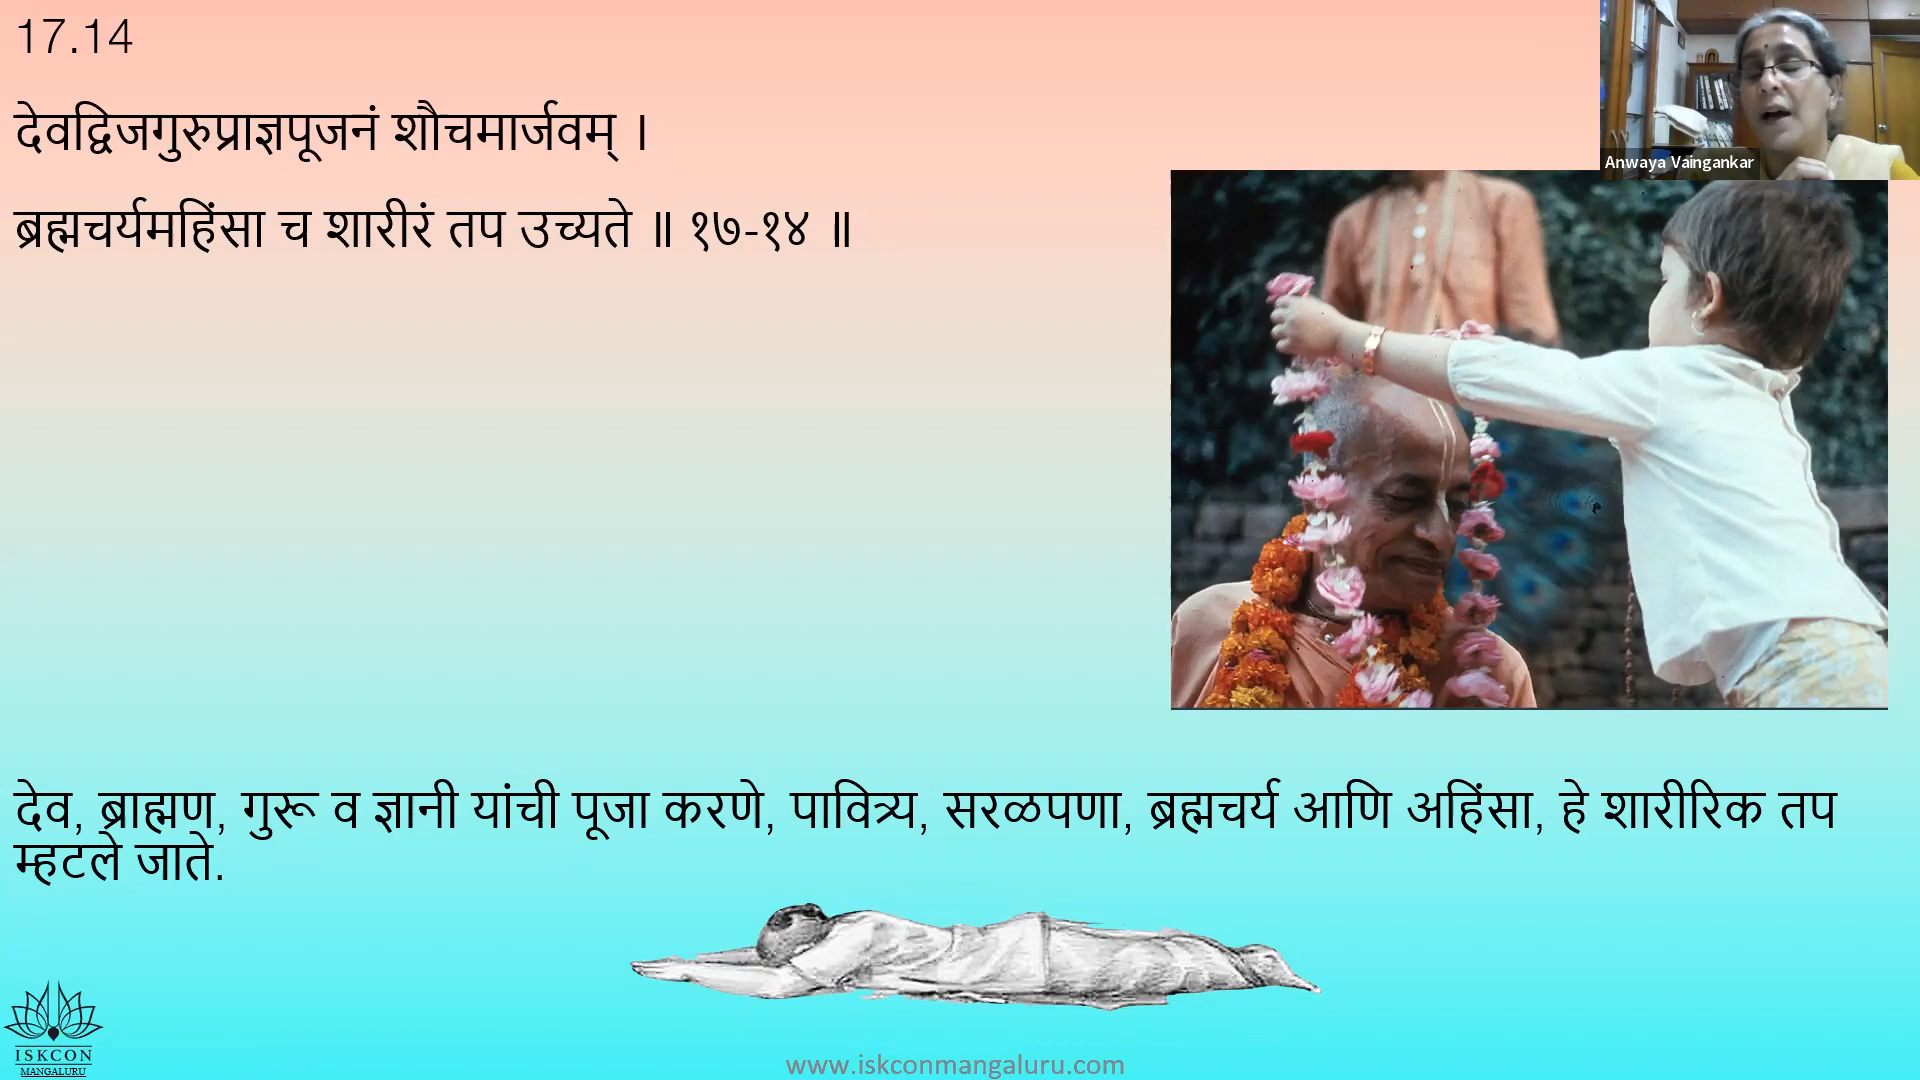 17.14
Anwaya Vaingankar
देवद्विजगुरुप्राज्ञपूजनं शौचमार्जवम् ।
ब्रह्मचर्यमहिंसा च शारीरं तप उच्यते ॥ १७-१४ ॥
देव, ब्राह्मण, गुरू व ज्ञानी यांची पूजा करणे, पावित्र्य, सरळपणा, ब्रह्मचर्य आणि अहिंसा, हे शारीरिक तप
म्हटले जाते.
ISKCON
MANGALURU
www.iskconmangaluru.com